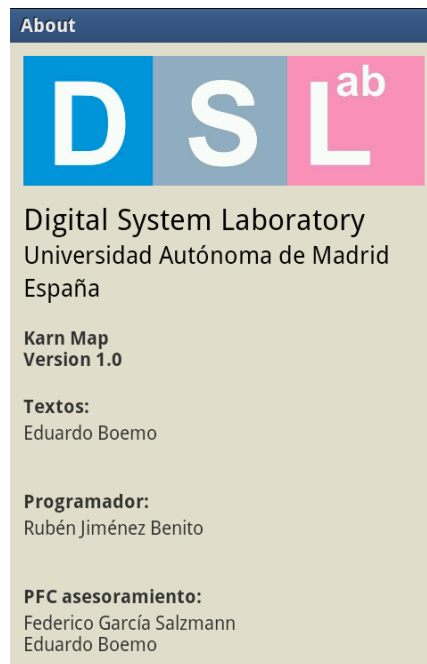 About
D S L ab
Digital System Laboratory
Universidad Autónoma de Madrid
España
Karn Map
Version 1.0
Textos:
Eduardo Boemo
Programador:
Rubén Jiménez Benito
PFC asesoramiento:
Federico García Salzmann
Eduardo Boemo